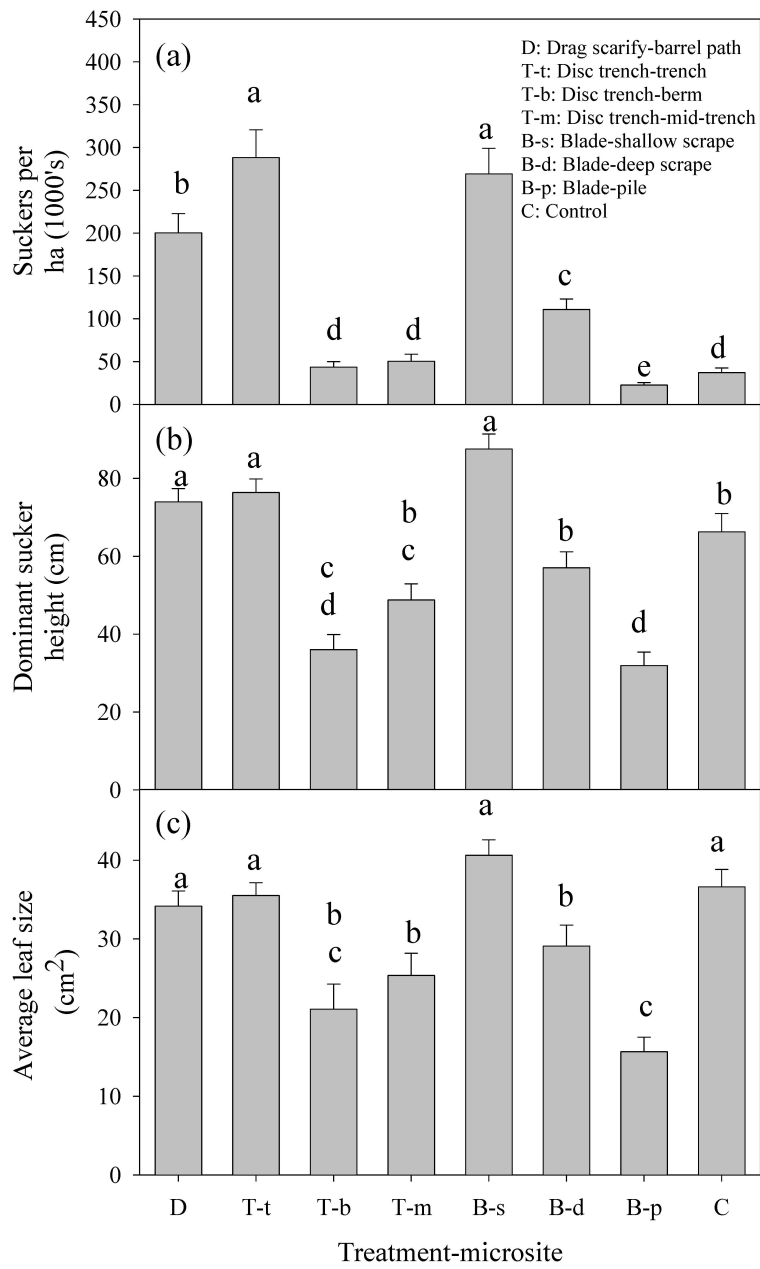 (a)
D: Drag scarify-barrel path
T-t: Disc trench-trench
T-b: Disc trench-berm
T-m: Disc trench-mid-trench
B-s: Blade-shallow scrape
B-d: Blade-deep scrape
B-p: Blade-pile
C: Control
Suckers per
ha (1000's)
450
400
350
300
250
200
150
100
50
0
b
a
d
d
a
c
e
d
(b)
Dominant sucker
height (cm)
80
60
40
20
0
a
a
c
d
b
c
a
b
d
b
(c)
Average leaf size
(cm2)
40
30
20
10
0
a
a
b
c
b
a
b
c
a
D T-t T-b T-m B-s B-d B-p C
Treatment-microsite